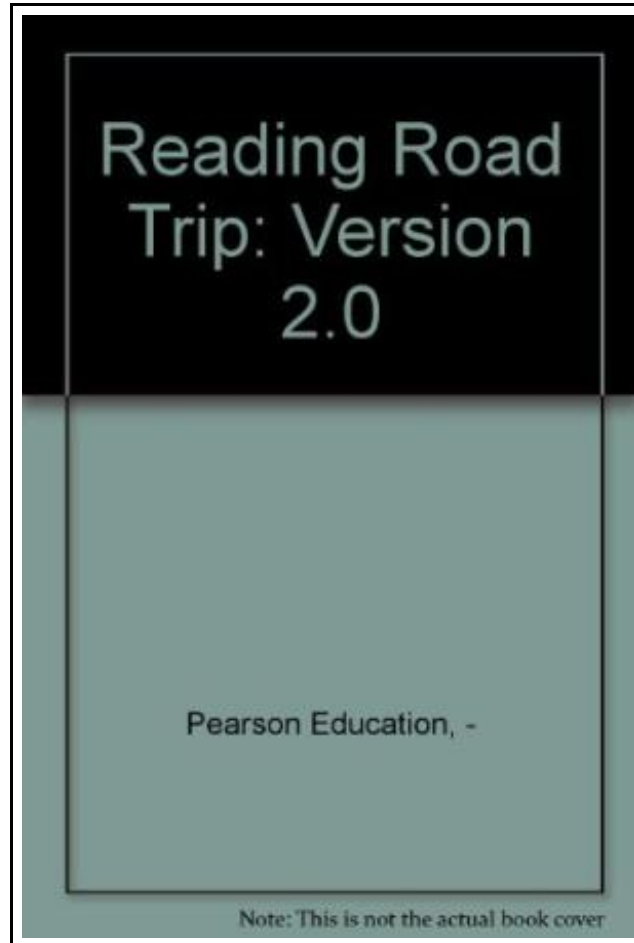 Reading Road
Trip: Version
2.0
Pearson Education, -
Note: This is not the actual book cover